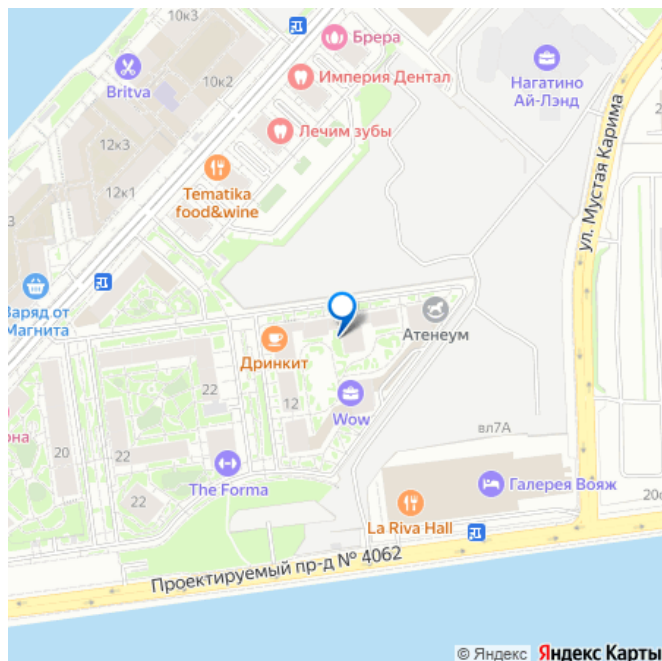 10к3
Брера
10к2
Britva
Империя Дентал
Нагатино
Ай-Лэнд
Лечим зубы
12к3
12к1
Tematika
food&wine
ул. Мустая Карима
Заряд от
Магнита
Атенеум
Дринкит
22
12
Wow
20
вл7А
22
The Forma
Галерея Вояж
La Riva Hall
Проектируемый пр-д № 4062
© Яндекс Яндекс Карты